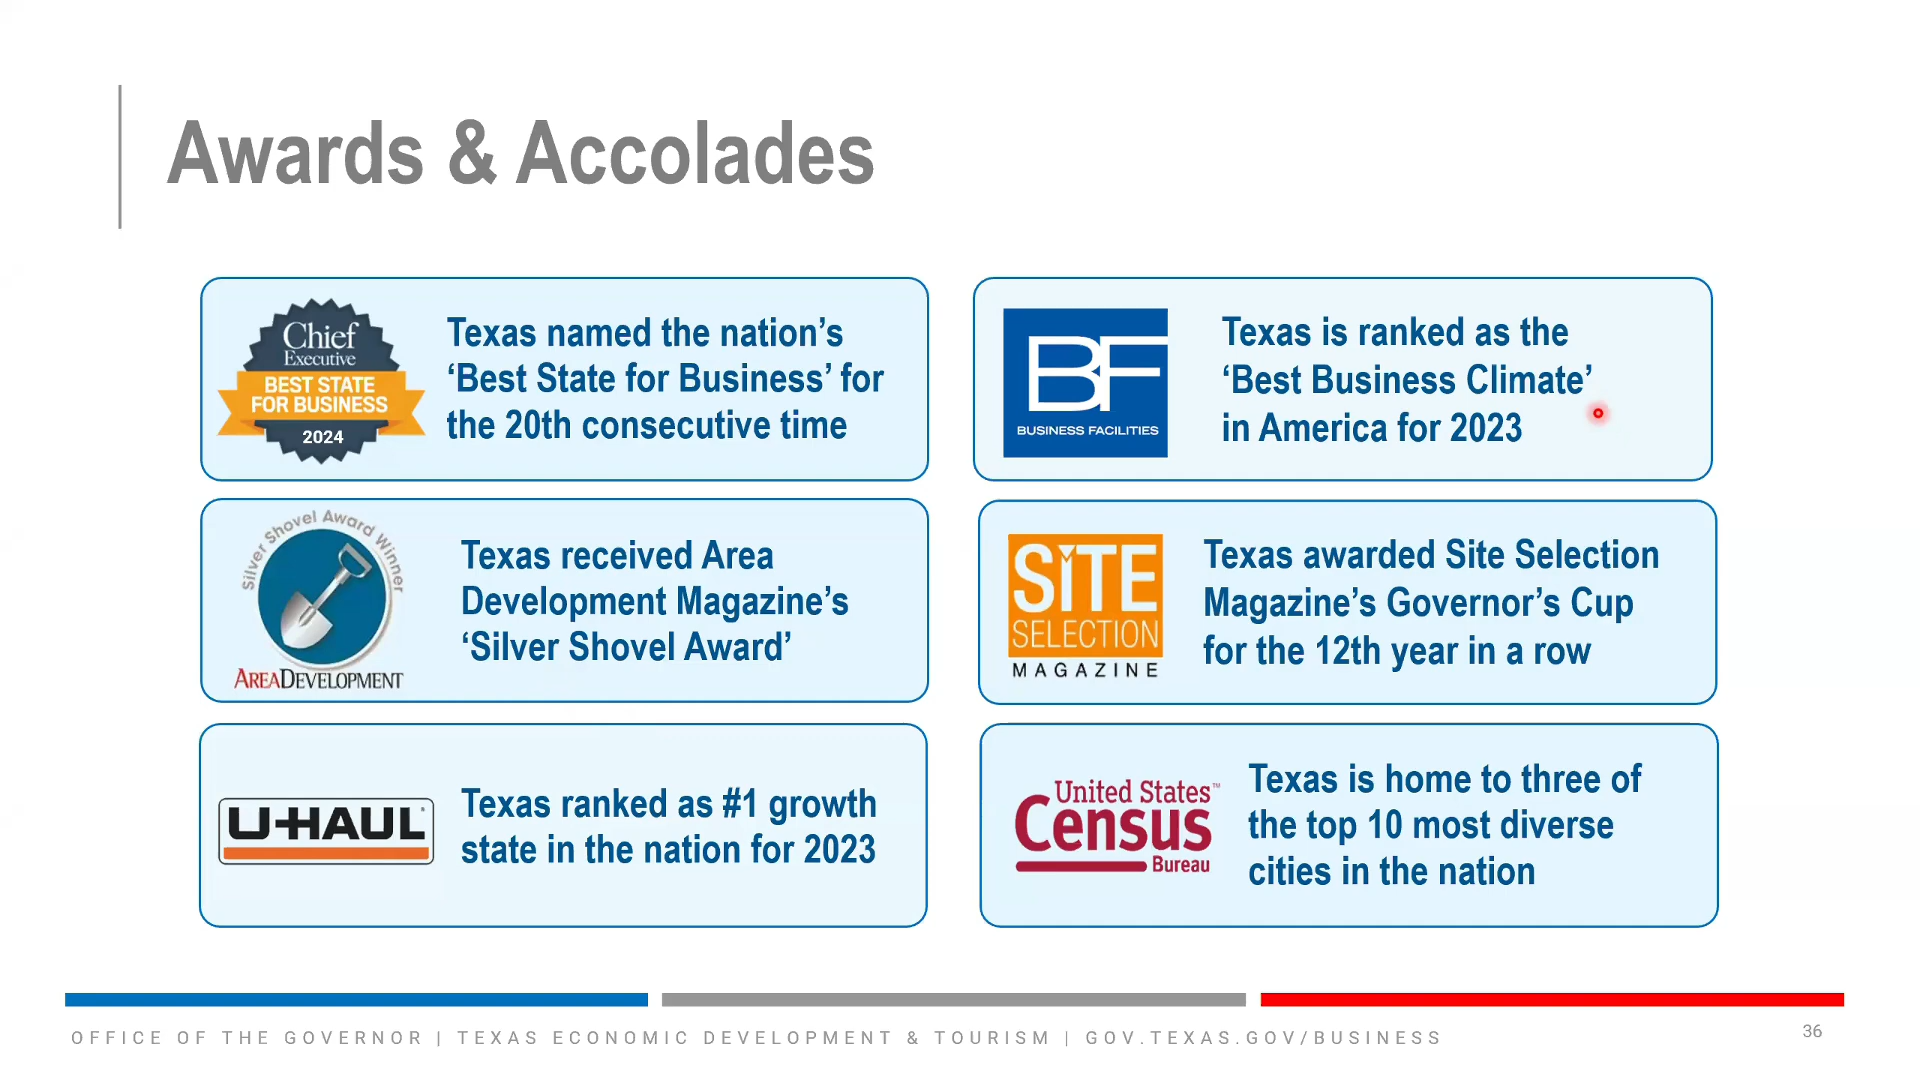 Awards & Accolades
Chief
Executive
BEST STATE
FOR BUSINESS
2024
Texas named the nation’s
‘Best State for Business’ for
the 20th consecutive time
BF
BUSINESS FACILITIES
Texas is ranked as the
‘Best Business Climate’
in America for 2023
Silver Shovel Award Winner
AREADEVELOPMENT
Texas received Area
Development Magazine’s
‘Silver Shovel Award’
SiTE
SELECTION
MAGAZINE
Texas awarded Site Selection
Magazine’s Governor’s Cup
for the 12th year in a row
U-HAUL
Texas ranked as #1 growth
state in the nation for 2023
United States™
Census
Bureau
Texas is home to three of
the top 10 most diverse
cities in the nation
OFFICE OF THE GOVERNOR | TEXAS ECONOMIC DEVELOPMENT & TOURISM | GOV.TEXAS.GOV/BUSINESS
36